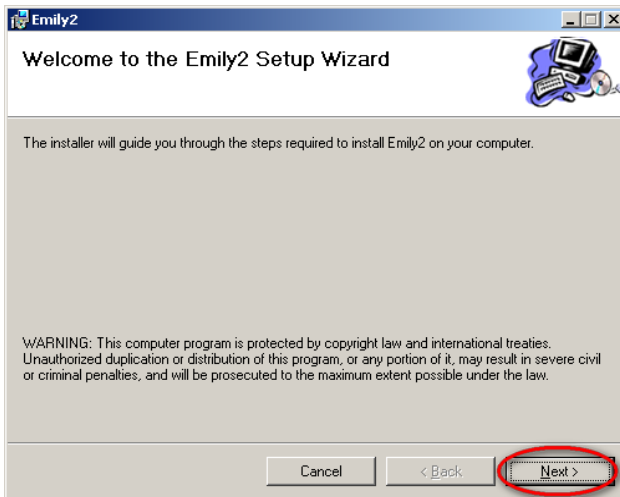 Emily2
Welcome to the Emily2 Setup Wizard
The installer will guide you through the steps required to install Emily2 on your computer.
WARNING: This computer program is protected by copyright law and international treaties.
Unauthorized duplication or distribution of this program, or any portion of it, may result in severe civil
or criminal penalties, and will be prosecuted to the maximum extent possible under the law.
Cancel
< Back
Next >